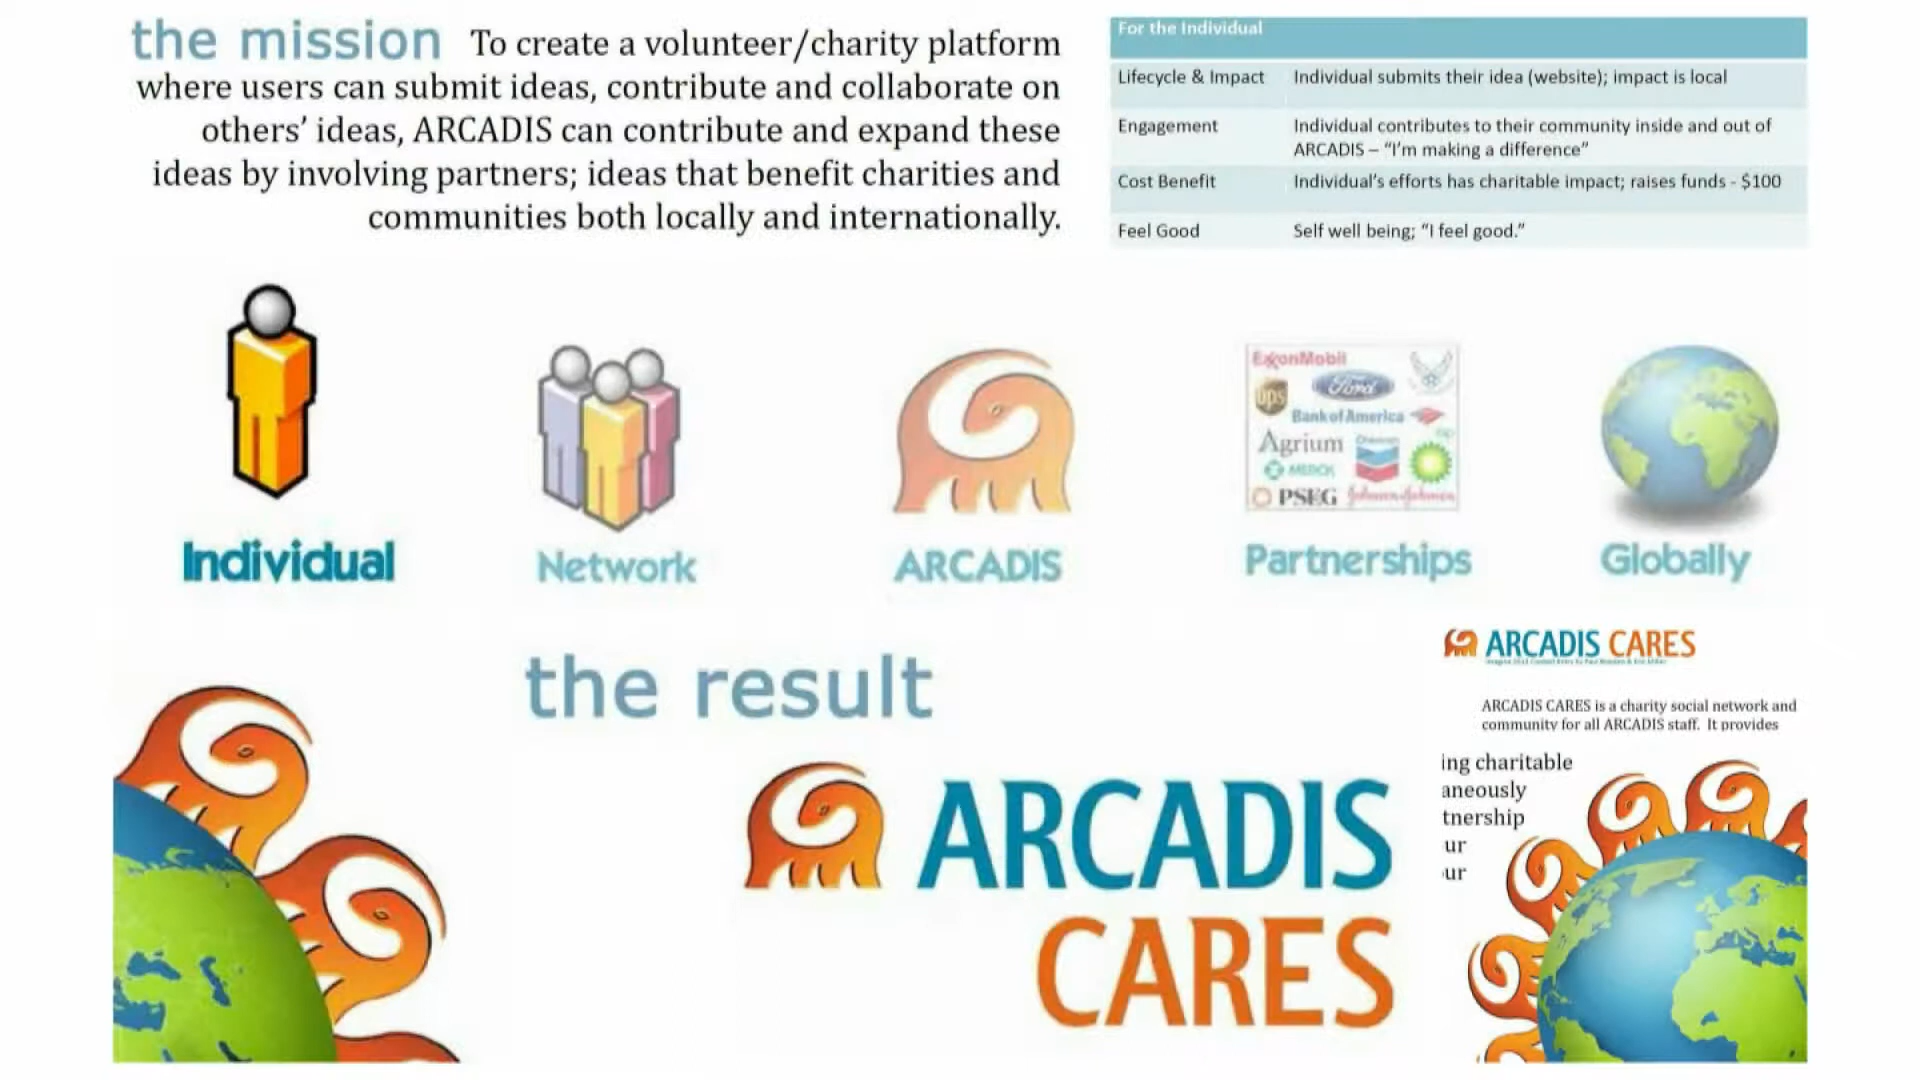 the mission To create a volunteer/charity platform
where users can submit ideas, contribute and collaborate on
others' ideas, ARCADIS can contribute and expand these
ideas by involving partners; ideas that benefit charities and
communities both locally and internationally.
For the Individual
Lifecycle & Impact Individual submits their idea (website); impact is local
Engagement Individual contributes to their community inside and out of
ARCADIS – “I’m making a difference”
Cost Benefit Individual’s efforts has charitable impact; raises funds - $100
Feel Good Self well being; “I feel good.”
ExxonMobil
Ford
ups
Bank of America
Agrium
Chevron
bp
MERCK
PSEG Johnson & Johnson
Individual
Network
ARCADIS
Partnerships
Globally
the result
ARCADIS
CARES
ARCADIS CARES
ARCADIS CARES is a charity social network and
community for all ARCADIS staff. It provides
ing charitable
aneously
tnership
ur
ur